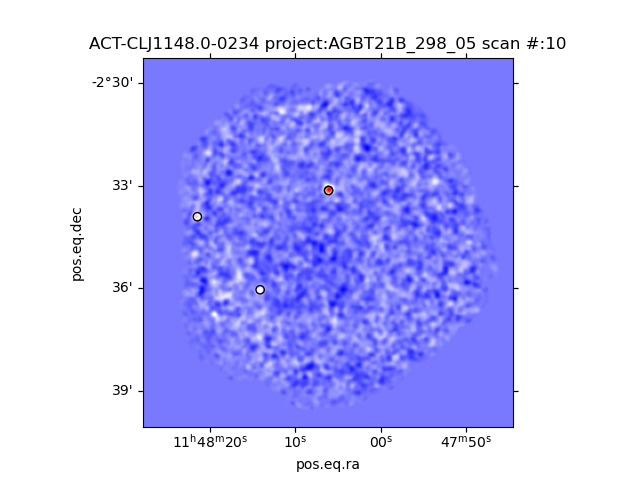 ACT-CLJ1148.0-0234 project:AGBT21B_298_05 scan #:10
-2°30'
33'
36'
39'
pos.eq.dec
11ʰ48ᵐ20ˢ 10ˢ 00ˢ 47ᵐ50ˢ
pos.eq.ra